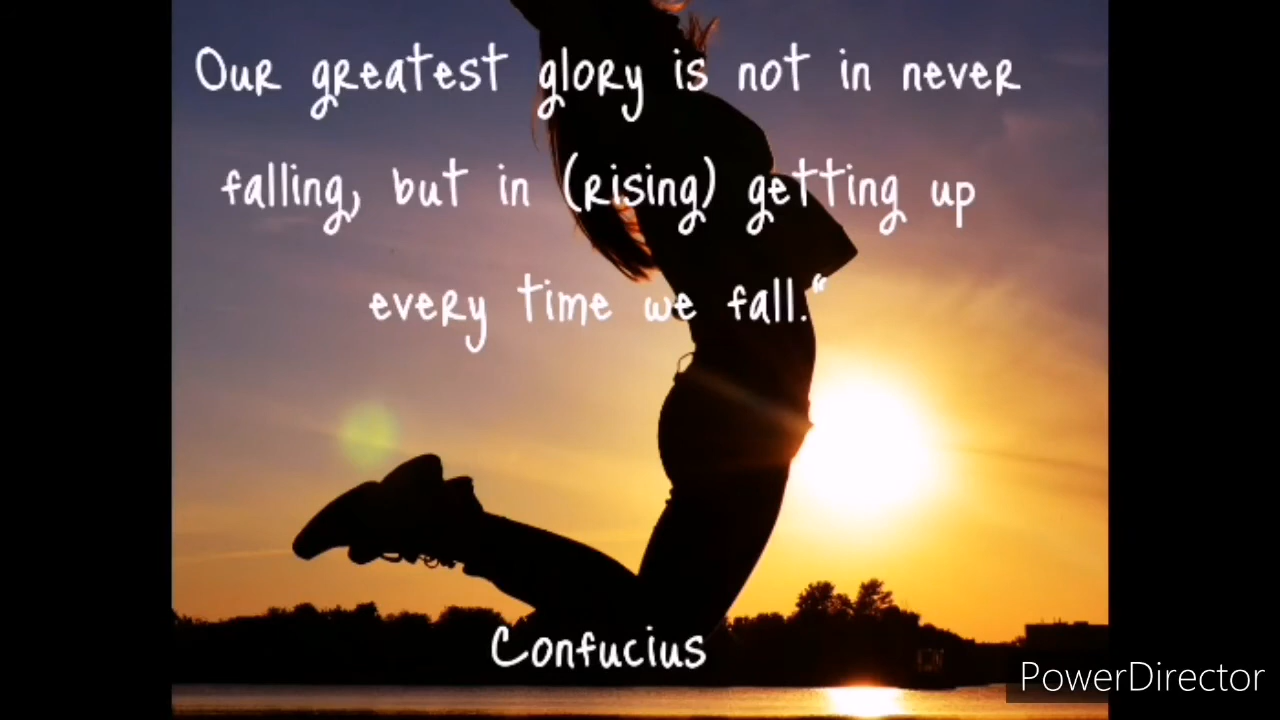 Our greatest glory is not in never
falling, but in (rising) getting up
every time we fall.“
Confucius
PowerDirector